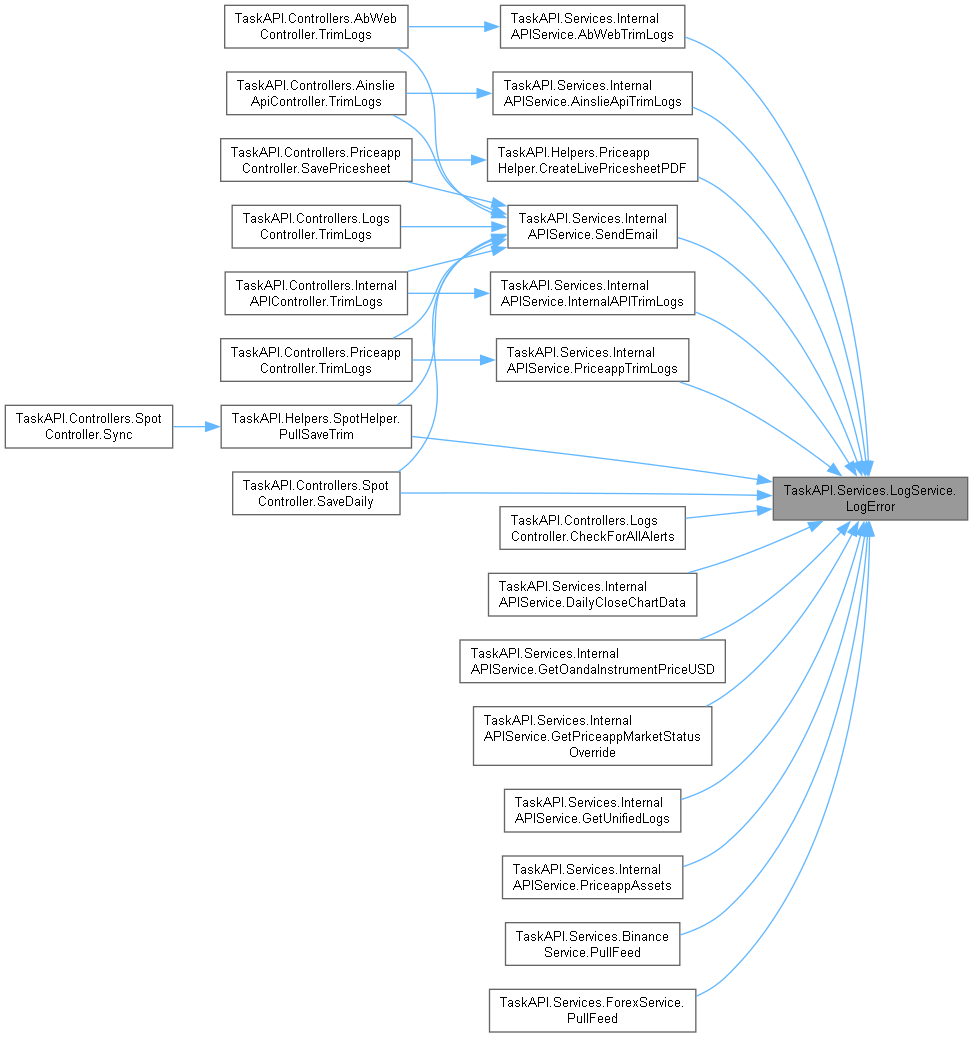 TaskAPI.Controllers.AbWeb
Controller.TrimLogs
TaskAPI.Services.Internal
APIService.AbWebTrimLogs
TaskAPI.Controllers.Ainslie
ApiController.TrimLogs
TaskAPI.Services.Internal
APIService.AinslieApiTrimLogs
TaskAPI.Controllers.Priceapp
Controller.SavePricesheet
TaskAPI.Helpers.Priceapp
Helper.CreateLivePricesheetPDF
TaskAPI.Controllers.Logs
Controller.TrimLogs
TaskAPI.Services.Internal
APIService.SendEmail
TaskAPI.Controllers.Internal
APIController.TrimLogs
TaskAPI.Services.Internal
APIService.InternalAPITrimLogs
TaskAPI.Controllers.Priceapp
Controller.TrimLogs
TaskAPI.Services.Internal
APIService.PriceappTrimLogs
TaskAPI.Controllers.Spot
Controller.Sync
TaskAPI.Helpers.SpotHelper.
PullSaveTrim
TaskAPI.Controllers.Spot
Controller.SaveDaily
TaskAPI.Services.LogService.
LogError
TaskAPI.Controllers.Logs
Controller.CheckForAllAlerts
TaskAPI.Services.Internal
APIService.DailyCloseChartData
TaskAPI.Services.Internal
APIService.GetOandaInstrumentPriceUSD
TaskAPI.Services.Internal
APIService.GetPriceappMarketStatus
Override
TaskAPI.Services.Internal
APIService.GetUnifiedLogs
TaskAPI.Services.Internal
APIService.PriceappAssets
TaskAPI.Services.Binance
Service.PullFeed
TaskAPI.Services.ForexService.
PullFeed